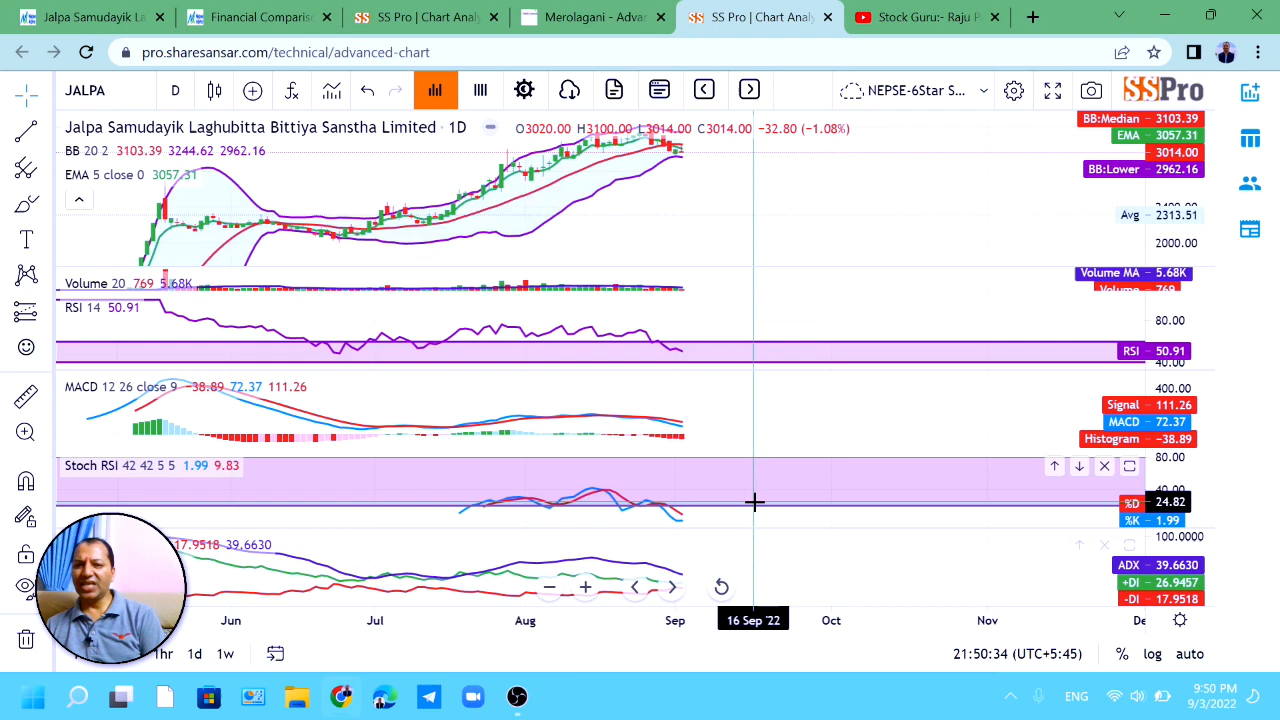 Jalpa Samudayik La
Financial Comparis
SS Pro | Chart Analy
Merolagani - Advar
SS Pro | Chart Analy
Stock Guru:- Raju P
pro.sharesansar.com/technical/advanced-chart
JALPA D NEPSE-6Star S... SSPro
Jalpa Samudayik Laghubitta Bittiya Sanstha Limited · 1D O3020.00 H3100.00 L3014.00 C3014.00 −32.80 (−1.08%)
BB 20 2 3103.39 3244.62 2962.16
EMA 5 close 0 3057.31
BB:Median 3103.39
EMA 3057.31
3014.00
BB:Lower 2962.16
Avg 2313.51
2000.00
Volume 20 769 5.68K
Volume MA 5.68K
Volume 769
RSI 14 50.91
80.00
RSI 50.91
40.00
MACD 12 26 close 9 −38.89 72.37 111.26
400.00
Signal 111.26
MACD 72.37
Histogram −38.89
Stoch RSI 42 42 5 5 1.99 9.83
80.00
40.00
%D 24.82
%K 1.99
17.9518 39.6630
100.0000
ADX 39.6630
+DI 26.9457
-DI 17.9518
Jun Jul Aug Sep 16 Sep '22 Oct Nov De
1hr 1d 1w
21:50:34 (UTC+5:45) % log auto
ENG
9:50 PM
9/3/2022